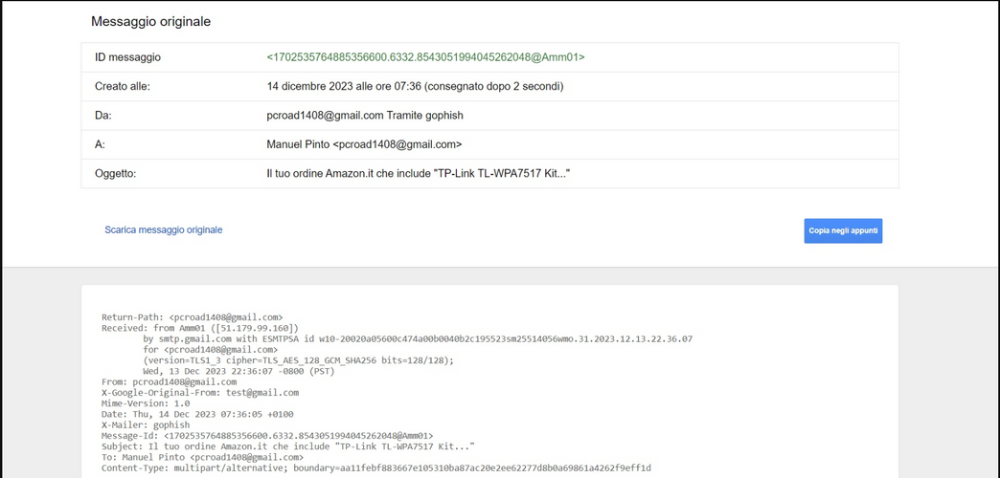 Messaggio originale
ID messaggio <1702535764885356600.6332.8543051994045262048@Amm01>
Creato alle: 14 dicembre 2023 alle ore 07:36 (consegnato dopo 2 secondi)
Da: pcroad1408@gmail.com Tramite gophish
A: Manuel Pinto <pcroad1408@gmail.com>
Oggetto: Il tuo ordine Amazon.it che include "TP-Link TL-WPA7517 Kit..."
Scarica messaggio originale Copia negli appunti
Return-Path: <pcroad1408@gmail.com>
Received: from Amm01 ([51.179.99.160])
by smtp.gmail.com with ESMTPSA id w10-20020a05600c474a00b0040b2c195523sm25514056wmo.31.2023.12.13.22.36.07
for <pcroad1408@gmail.com>
(version=TLS1_3 cipher=TLS_AES_128_GCM_SHA256 bits=128/128);
Wed, 13 Dec 2023 22:36:07 -0800 (PST)
From: pcroad1408@gmail.com
X-Google-Original-From: test@gmail.com
Mime-Version: 1.0
Date: Thu, 14 Dec 2023 07:36:05 +0100
X-Mailer: gophish
Message-Id: <1702535764885356600.6332.8543051994045262048@Amm01>
Subject: Il tuo ordine Amazon.it che include "TP-Link TL-WPA7517 Kit..."
To: Manuel Pinto <pcroad1408@gmail.com>
Content-Type: multipart/alternative; boundary=aa11febf883667e105310ba87ac20e2ee62277d8b0a69861a4262f9eff1d